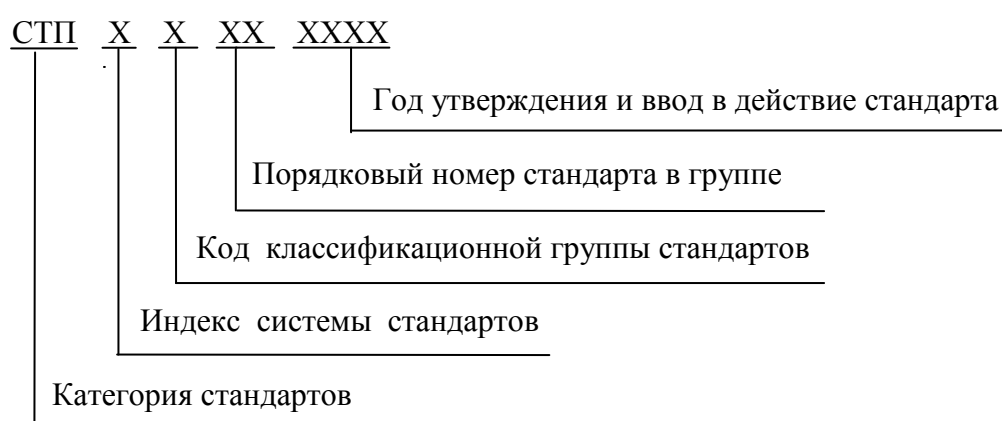 СТП Х Х ХХ ХХХХ
Год утверждения и ввод в действие стандарта
Порядковый номер стандарта в группе
Код классификационной группы стандартов
Индекс системы стандартов
Категория стандартов